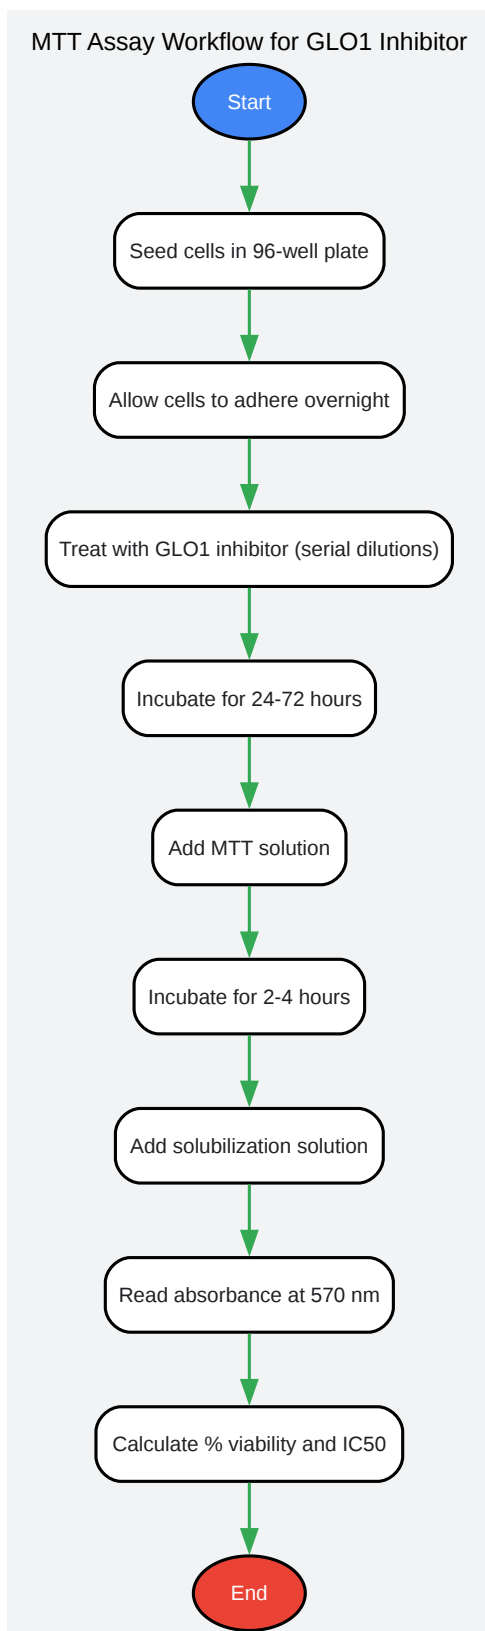 MTT Assay Workflow for GLO1 Inhibitor
Start
Seed cells in 96-well plate
Allow cells to adhere overnight
Treat with GLO1 inhibitor (serial dilutions)
Incubate for 24-72 hours
Add MTT solution
Incubate for 2-4 hours
Add solubilization solution
Read absorbance at 570 nm
Calculate % viability and IC50
End